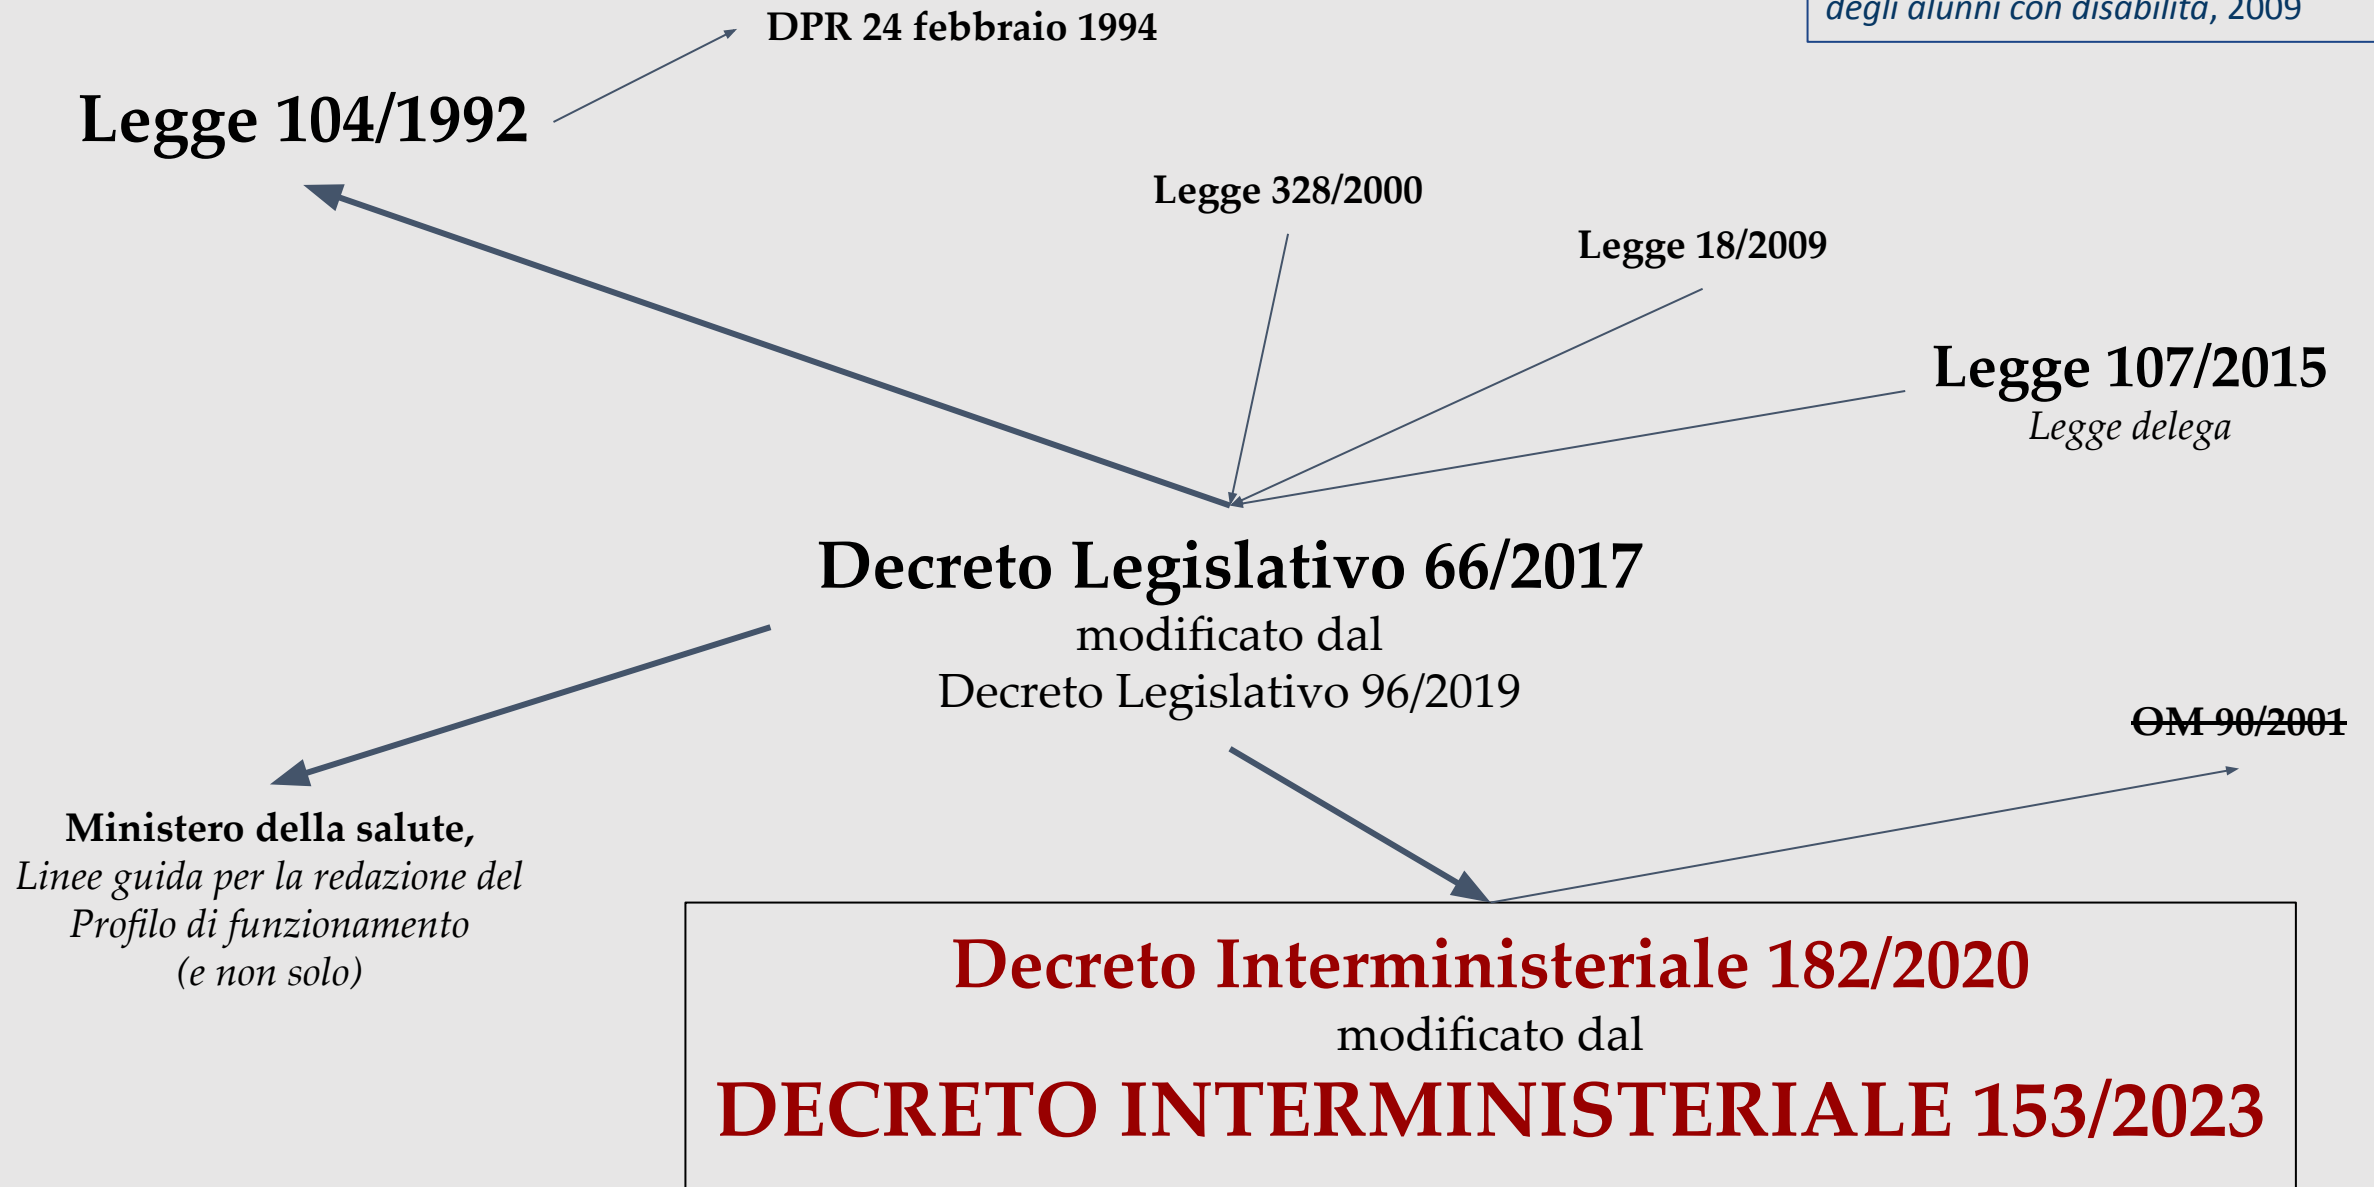 DPR 24 febbraio 1994
degli alunni con disabilità, 2009
Legge 104/1992
Legge 328/2000
Legge 18/2009
Legge 107/2015
Legge delega
Decreto Legislativo 66/2017
modificato dal
Decreto Legislativo 96/2019
OM 90/2001
Ministero della salute,
Linee guida per la redazione del
Profilo di funzionamento
(e non solo)
Decreto Interministeriale 182/2020
modificato dal
DECRETO INTERMINISTERIALE 153/2023